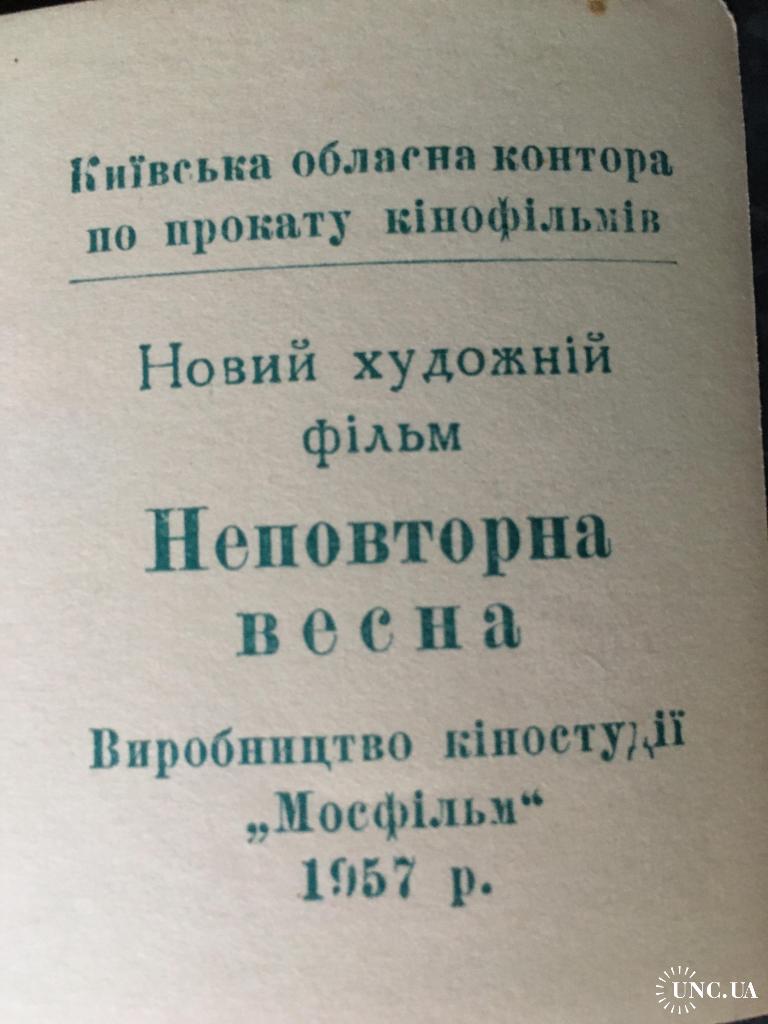 Київська обласна контора
по прокату кінофільмів
Новий художній
фільм
Неповторна
весна
Виробництво кіностудії
„Мосфільм“
1957 р.
UNC.UA